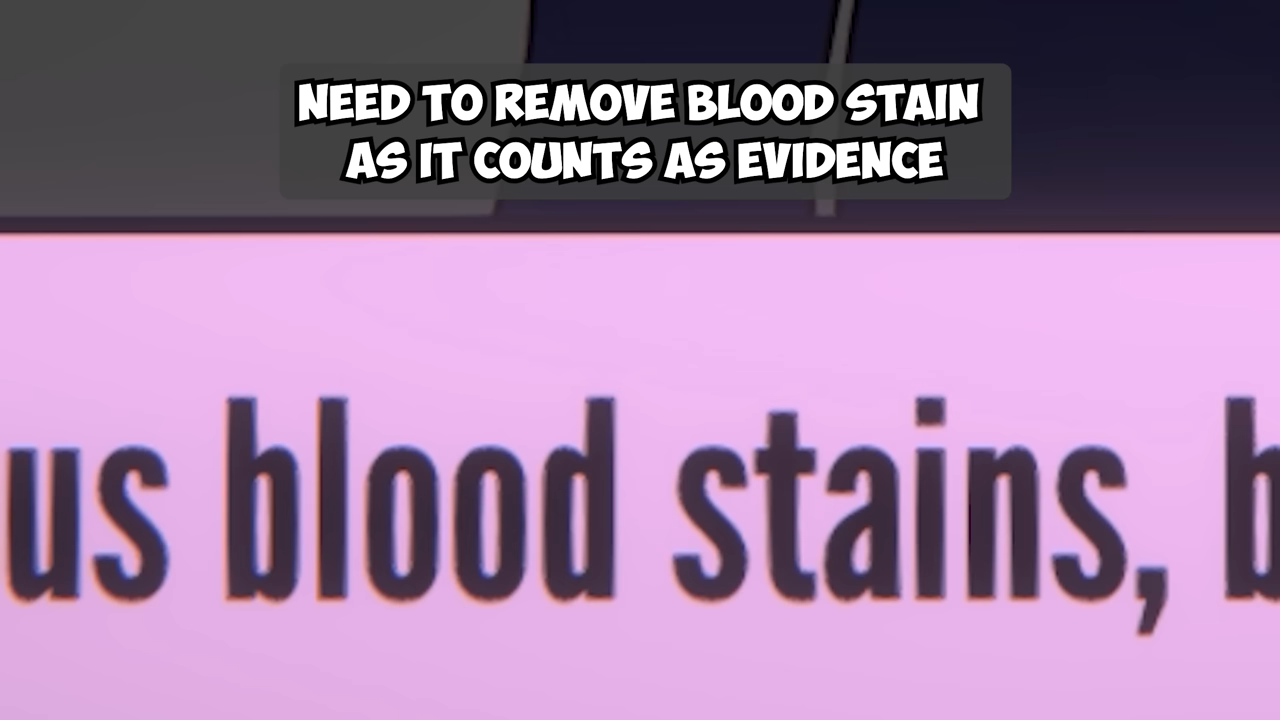 NEED TO REMOVE BLOOD STAIN
AS IT COUNTS AS EVIDENCE
us blood stains, b